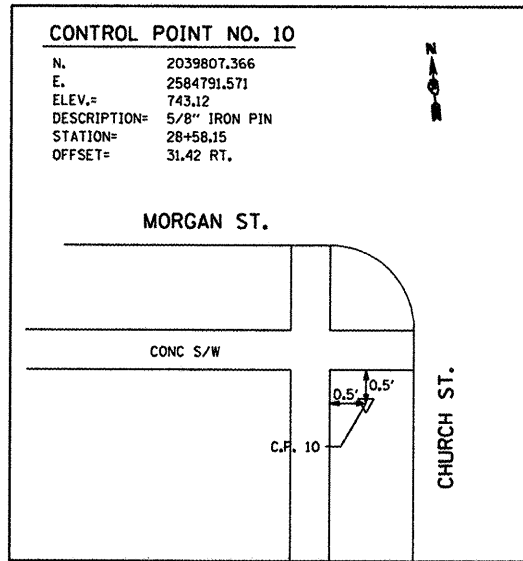 CONTROL POINT NO. 10
N. 2039807.366
E. 2584791.571
ELEV.= 743.12
DESCRIPTION= 5/8" IRON PIN
STATION= 28+58.15
OFFSET= 31.42 RT.
N
MORGAN ST.
CONC S/W
0.5' 0.5'
C.P. 10
CHURCH ST.